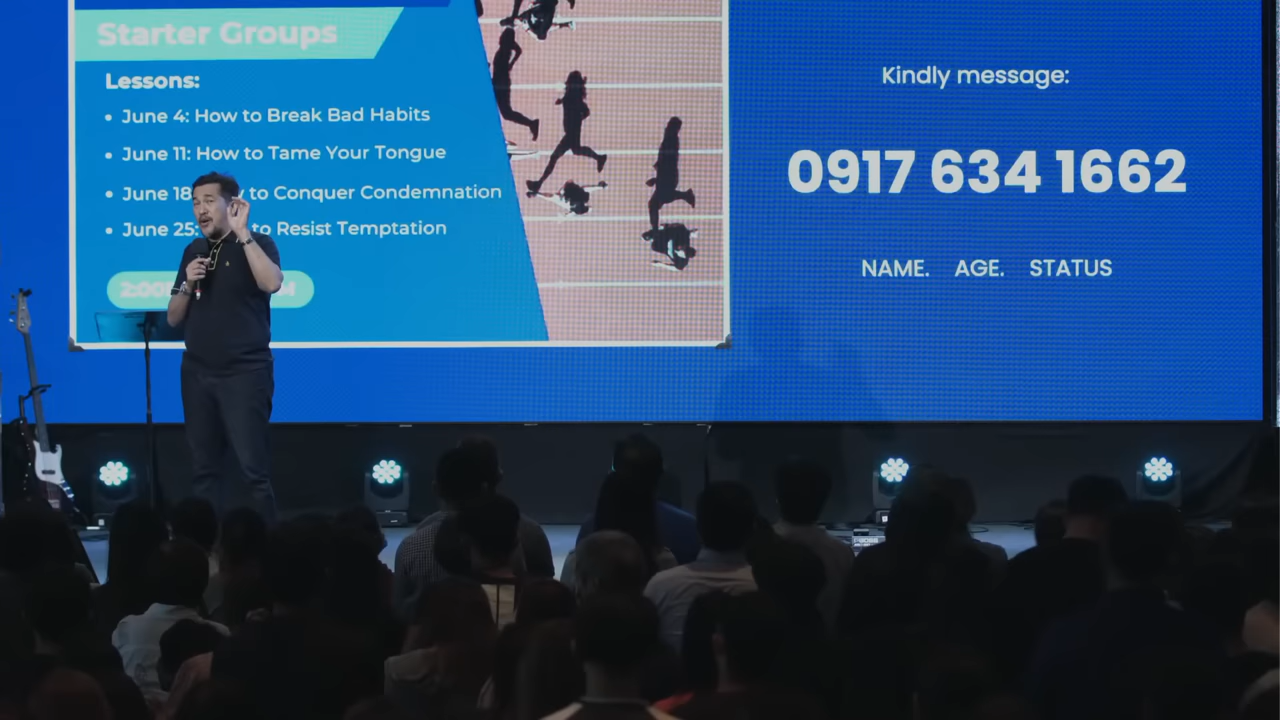 Starter Groups
Lessons:
• June 4: How to Break Bad Habits
• June 11: How to Tame Your Tongue
• June 18: to Conquer Condemnation
• June 25: to Resist Temptation
Kindly message:
0917 634 1662
NAME. AGE. STATUS